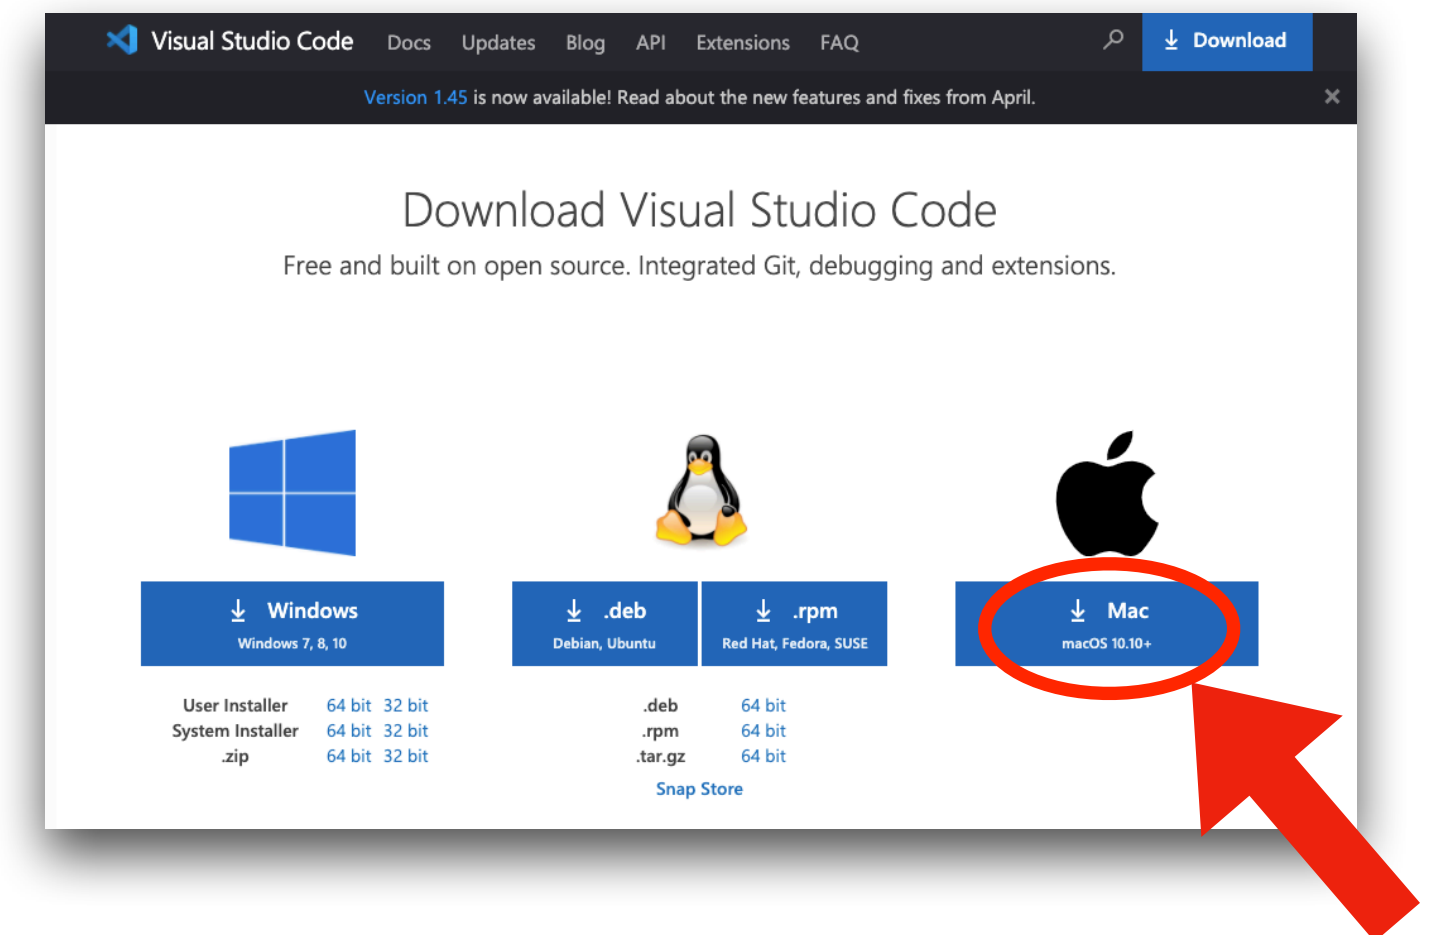 Visual Studio Code Docs Updates Blog API Extensions FAQ Download
Version 1.45 is now available! Read about the new features and fixes from April.
Download Visual Studio Code
Free and built on open source. Integrated Git, debugging and extensions.
Windows
Windows 7, 8, 10
User Installer 64 bit 32 bit
System Installer 64 bit 32 bit
.zip 64 bit 32 bit
.deb
Debian, Ubuntu
.rpm
Red Hat, Fedora, SUSE
.deb 64 bit
.rpm 64 bit
.tar.gz 64 bit
Snap Store
Mac
macOS 10.10+